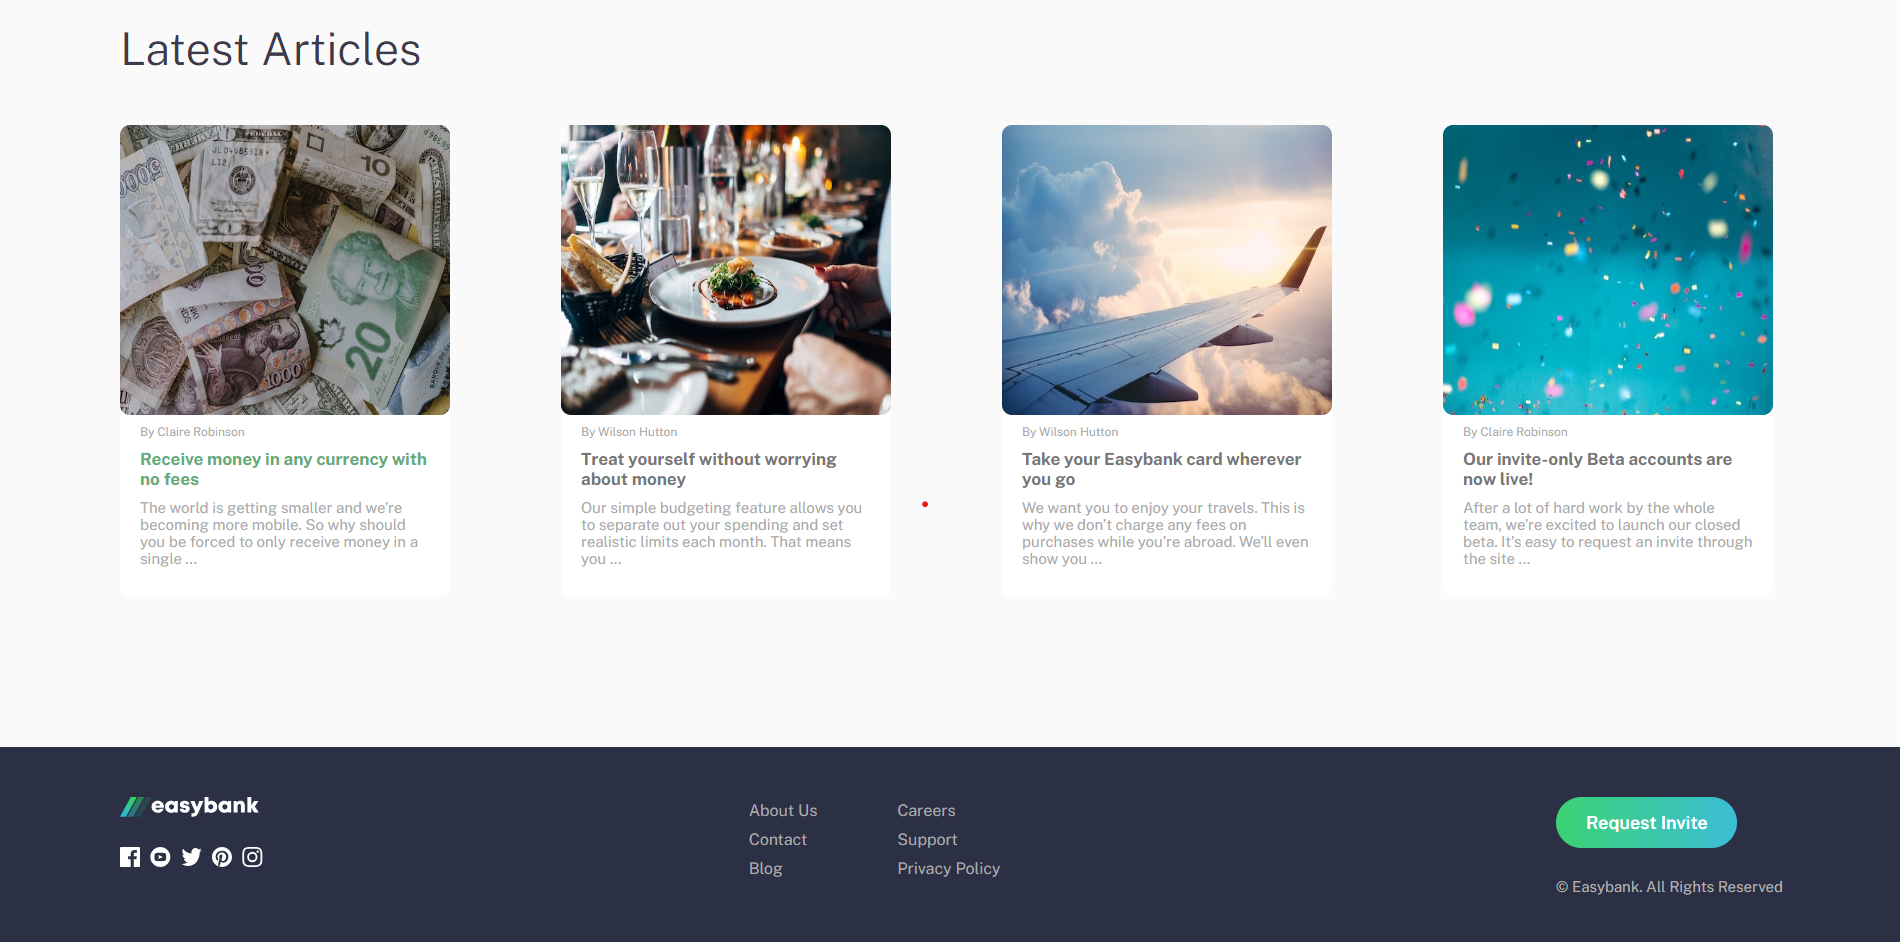 Latest Articles
JL 04685918*
L12
10
5000
20
1000
By Claire Robinson
Receive money in any currency with
no fees
The world is getting smaller and we’re
becoming more mobile. So why should
you be forced to only receive money in a
single ...
By Wilson Hutton
Treat yourself without worrying
about money
Our simple budgeting feature allows you
to separate out your spending and set
realistic limits each month. That means
you ...
By Wilson Hutton
Take your Easybank card wherever
you go
We want you to enjoy your travels. This is
why we don’t charge any fees on
purchases while you’re abroad. We’ll even
show you ...
By Claire Robinson
Our invite-only Beta accounts are
now live!
After a lot of hard work by the whole
team, we’re excited to launch our closed
beta. It’s easy to request an invite through
the site ...
easybank
About Us
Contact
Blog
Careers
Support
Privacy Policy
Request Invite
© Easybank. All Rights Reserved